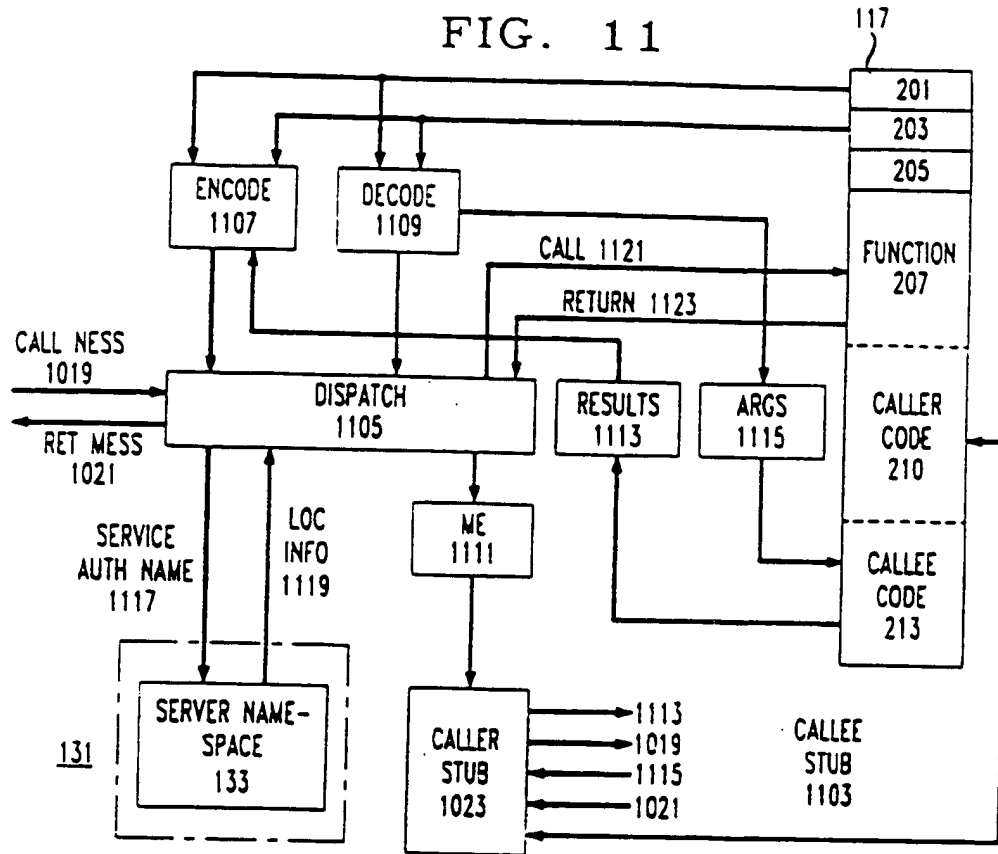 FIG. 11
117
201
203
205
FUNCTION
207
CALLER
CODE
210
CALLEE
CODE
213
ENCODE
1107
DECODE
1109
CALL 1121
RETURN 1123
CALL NESS
1019
RET MESS
1021
DISPATCH
1105
RESULTS
1113
ARGS
1115
SERVICE
AUTH NAME
1117
LOC
INFO
1119
ME
1111
131
SERVER NAME-
SPACE
133
CALLER
STUB
1023
1113
1019
1115
1021
CALLEE
STUB
1103